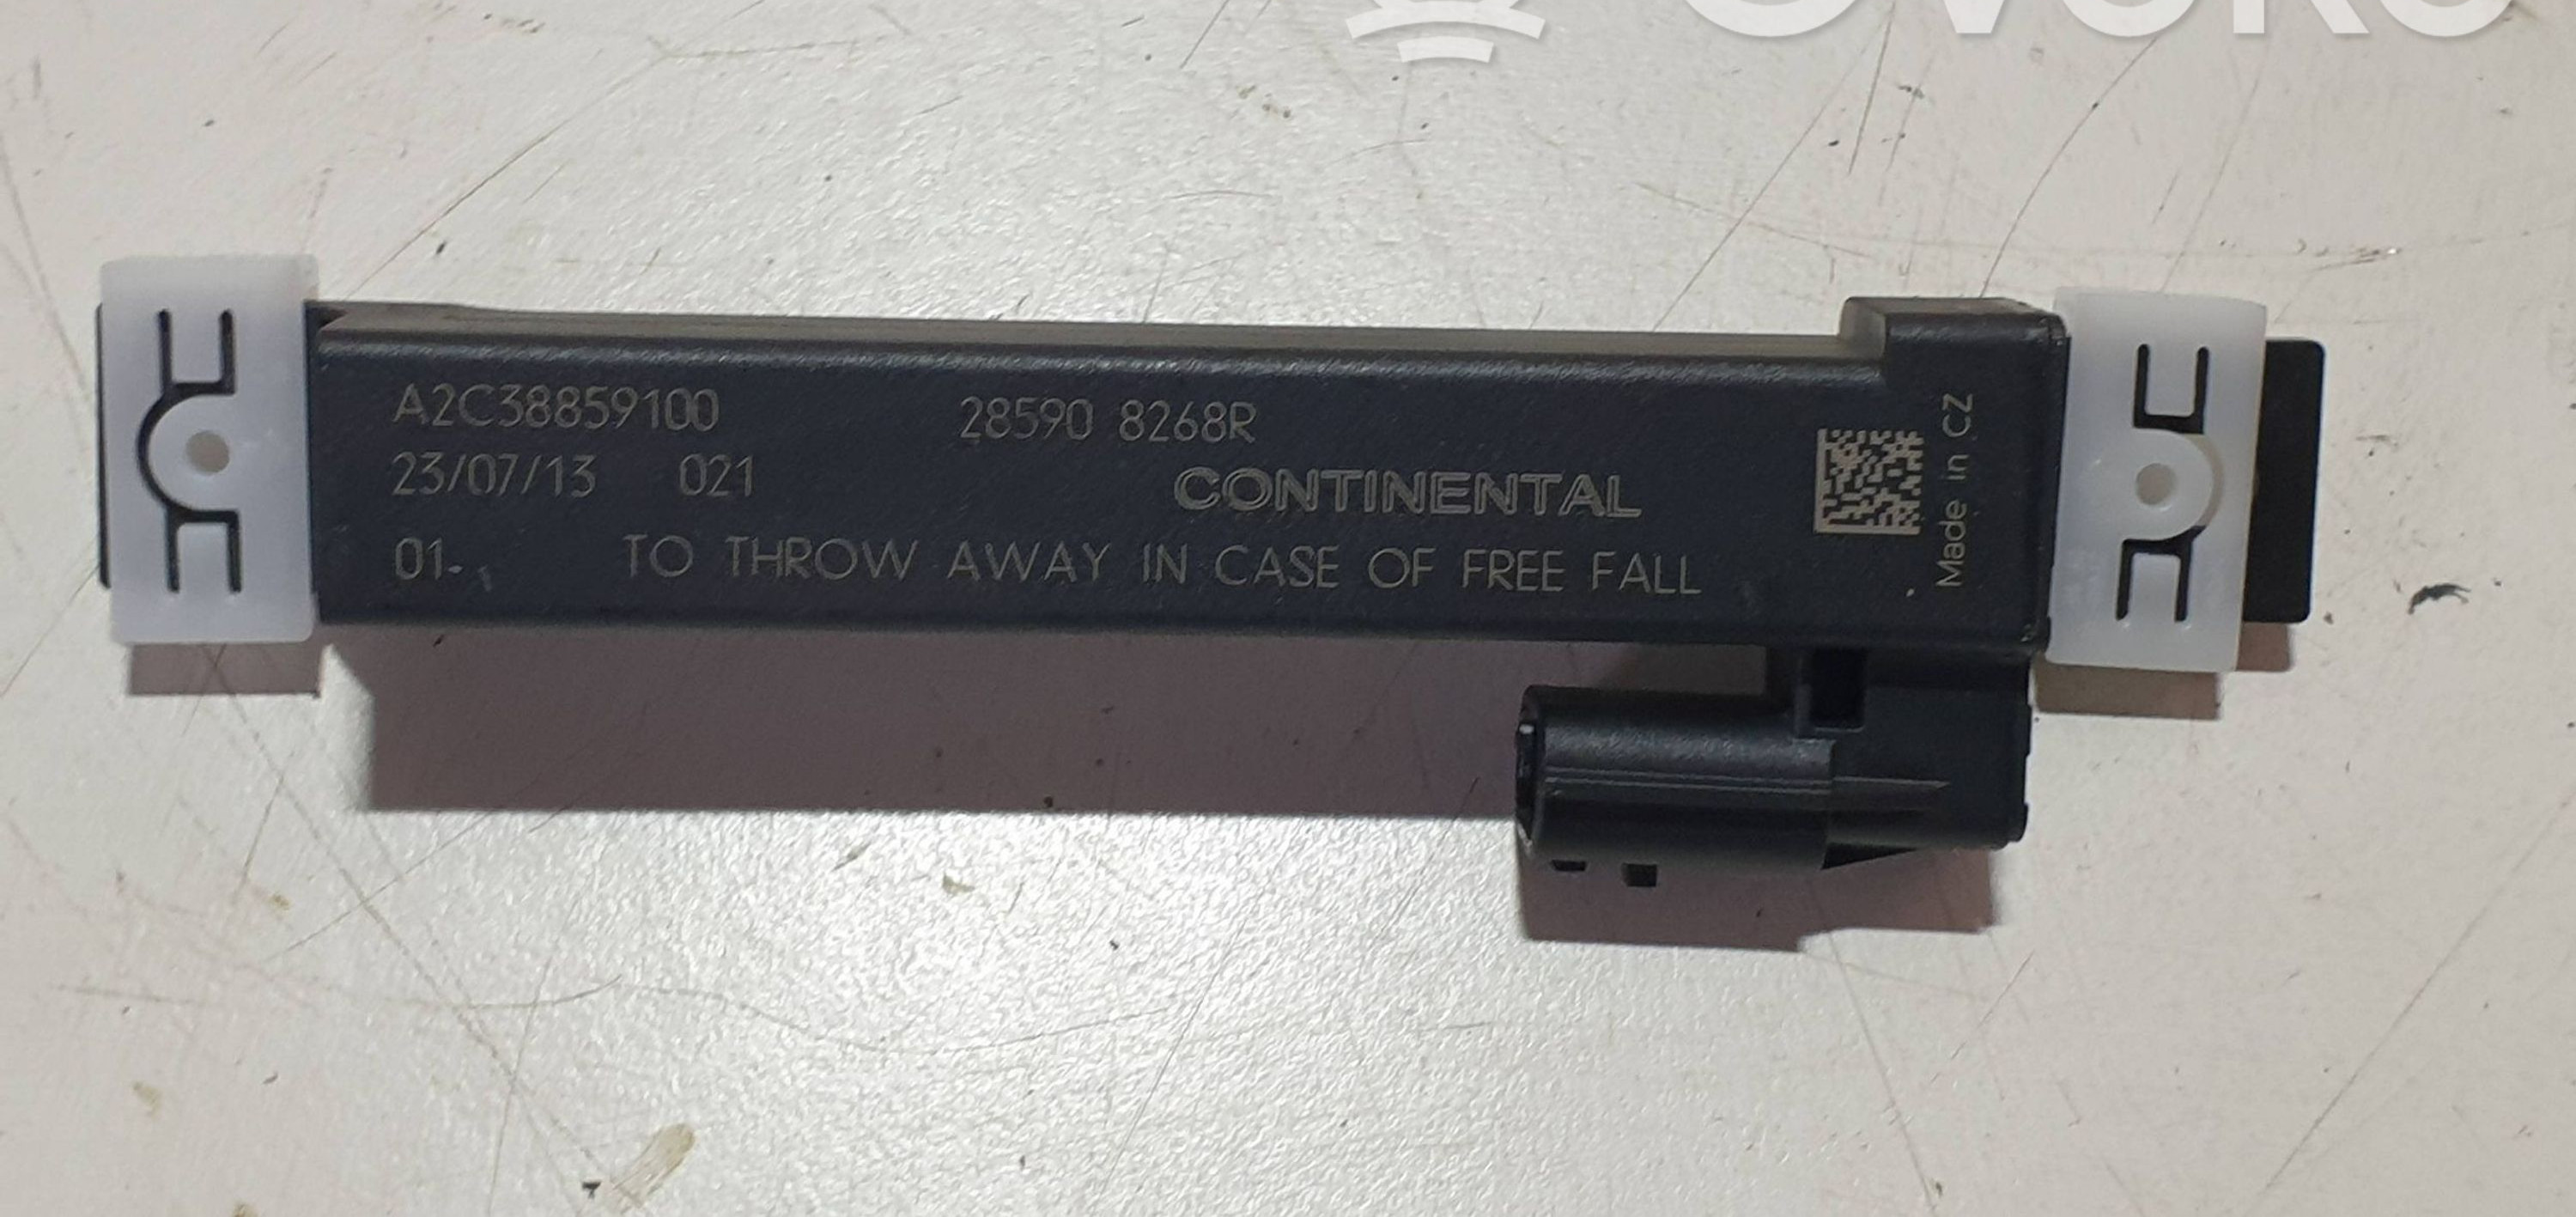 A2C38859100 28590 8268R
23/07/13 021
CONTINENTAL
01- TO THROW AWAY IN CASE OF FREE FALL
Made in CZ